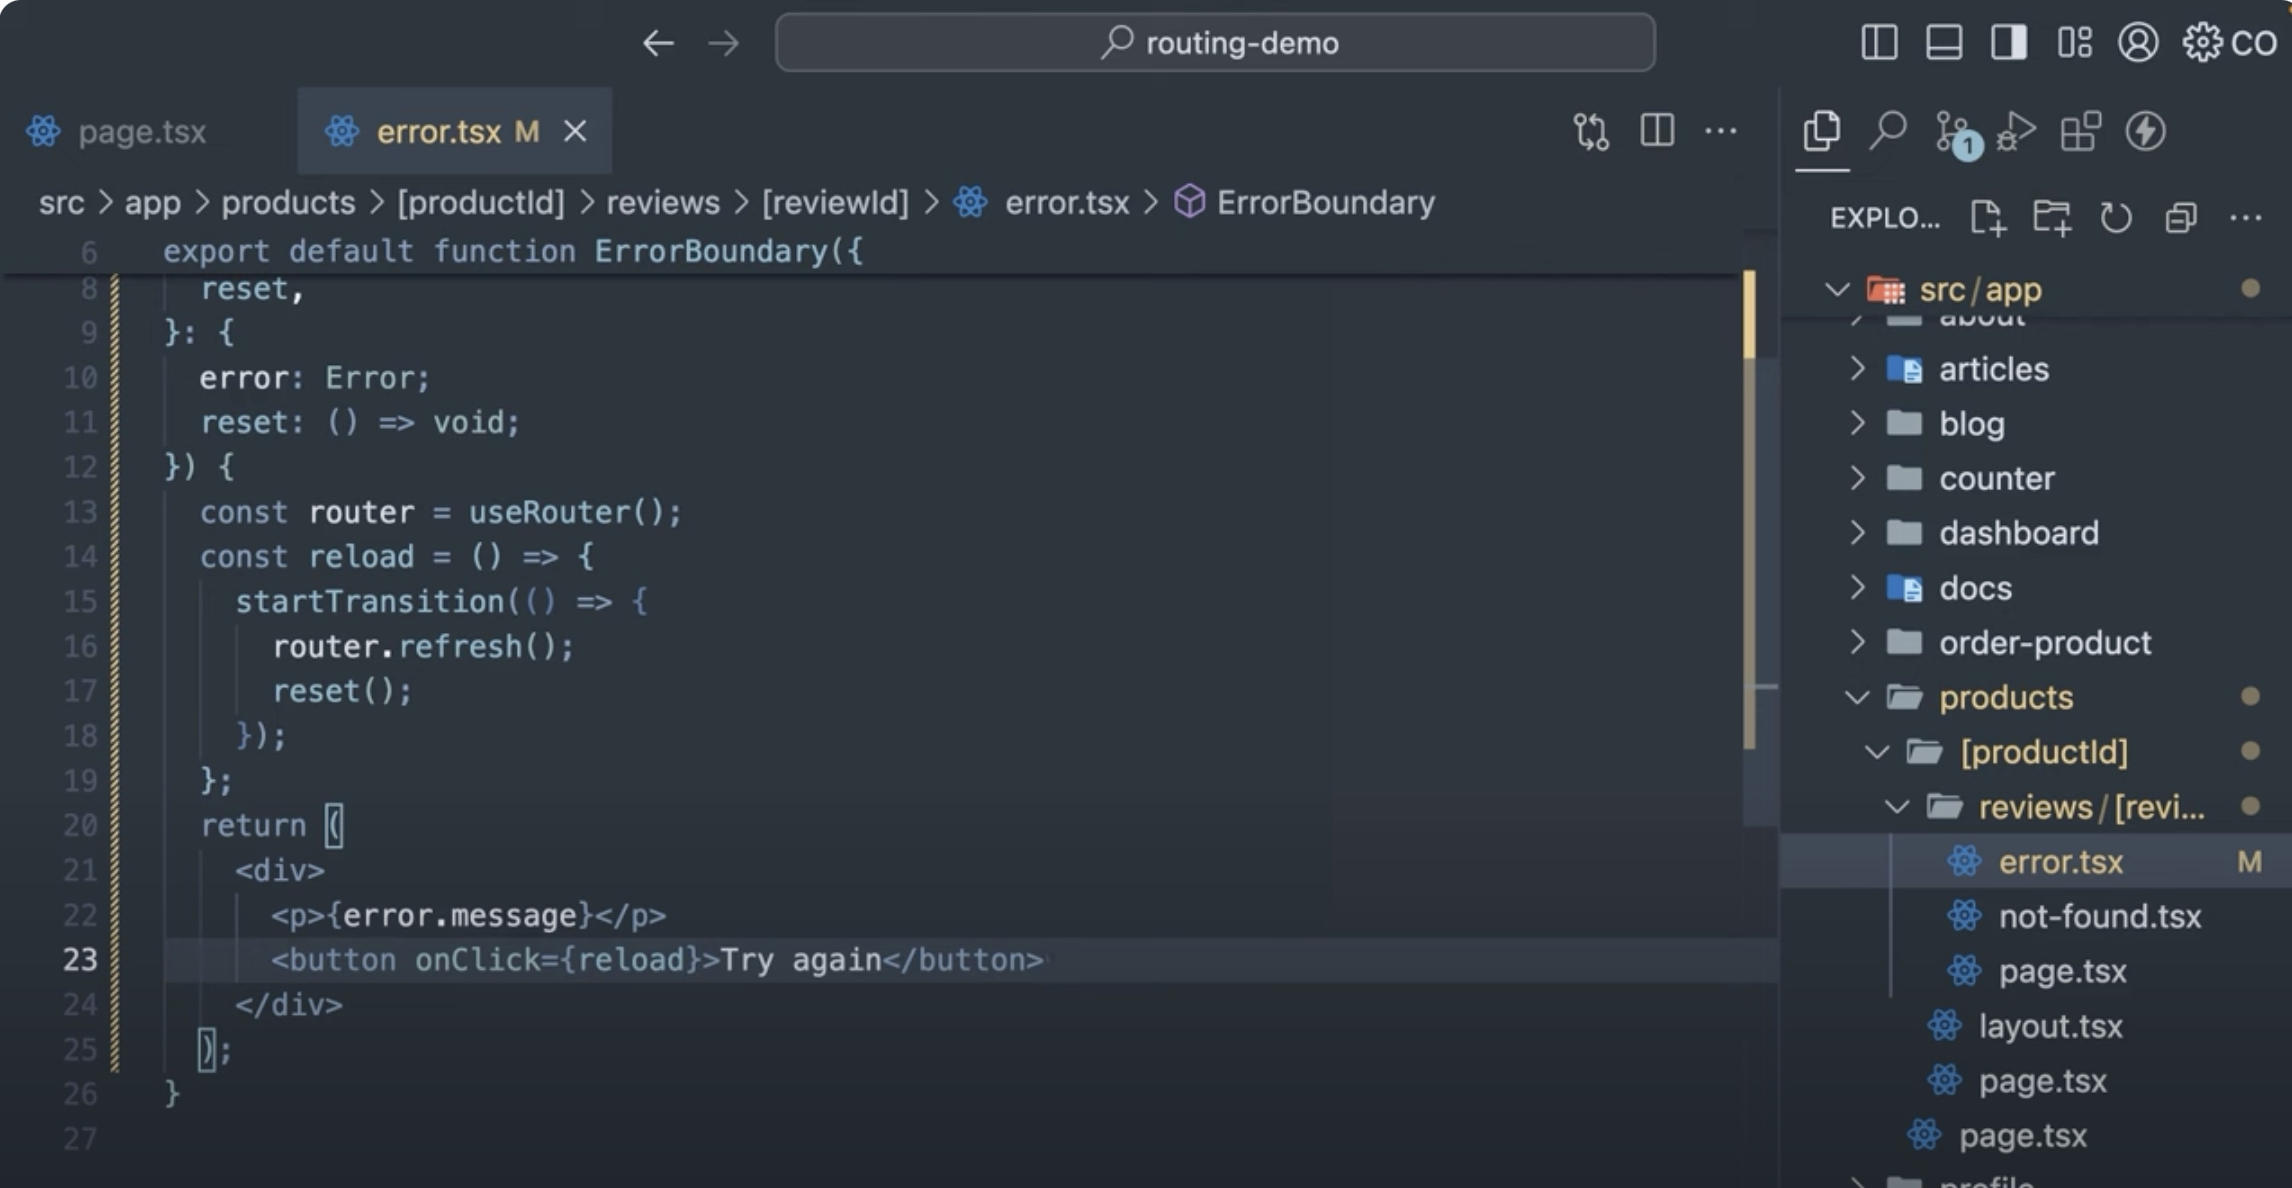 routing-demo
CO
page.tsx
error.tsx M
1
src > app > products > [productId] > reviews > [reviewId] > error.tsx > ErrorBoundary
6 export default function ErrorBoundary({
8 reset,
9 }: {
10 error: Error;
11 reset: () => void;
12 }) {
13 const router = useRouter();
14 const reload = () => {
15 startTransition(() => {
16 router.refresh();
17 reset();
18 });
19 };
20 return (
21 <div>
22 <p>{error.message}</p>
23 <button onClick={reload}>Try again</button>
24 </div>
25 );
26 }
27
EXPLO...
src/app
about
articles
blog
counter
dashboard
docs
order-product
products
[productId]
reviews/[revi...
error.tsx M
not-found.tsx
page.tsx
layout.tsx
page.tsx
page.tsx
profile